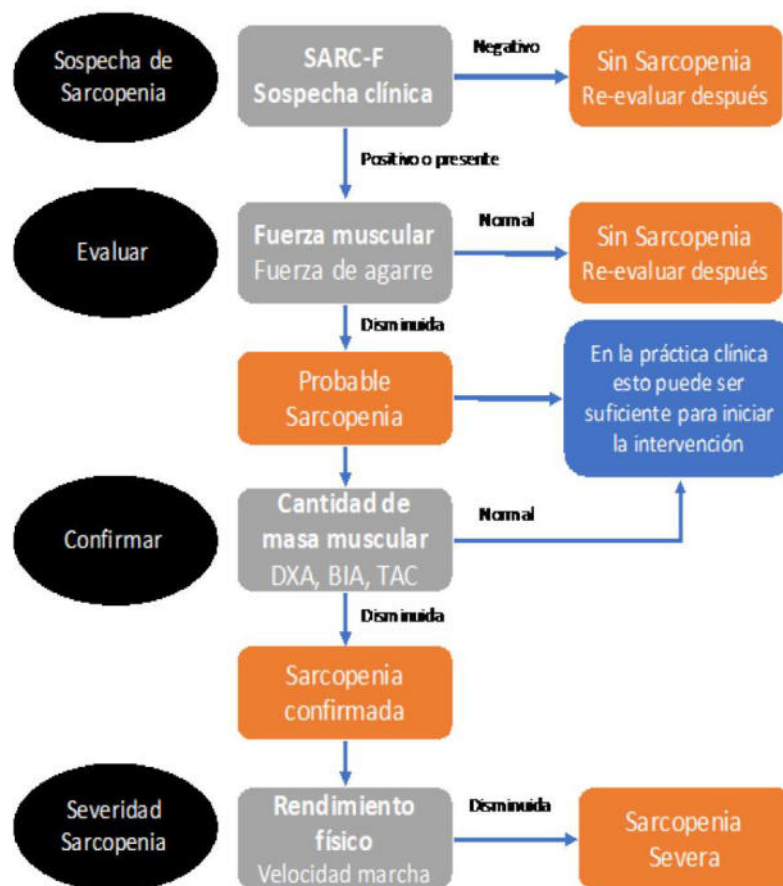 Sospecha de
Sarcopenia
SARC-F
Sospecha clínica
Negativo
Sin Sarcopenia
Re-evaluar después
Positivo o presente
Evaluar
Fuerza muscular
Fuerza de agarre
Normal
Sin Sarcopenia
Re-evaluar después
Disminuida
Probable
Sarcopenia
En la práctica clínica
esto puede ser
suficiente para iniciar
la intervención
Confirmar
Cantidad de
masa muscular
DXA, BIA, TAC
Normal
Disminuida
Sarcopenia
confirmada
Severidad
Sarcopenia
Rendimiento
físico
Velocidad marcha
Disminuida
Sarcopenia
Severa